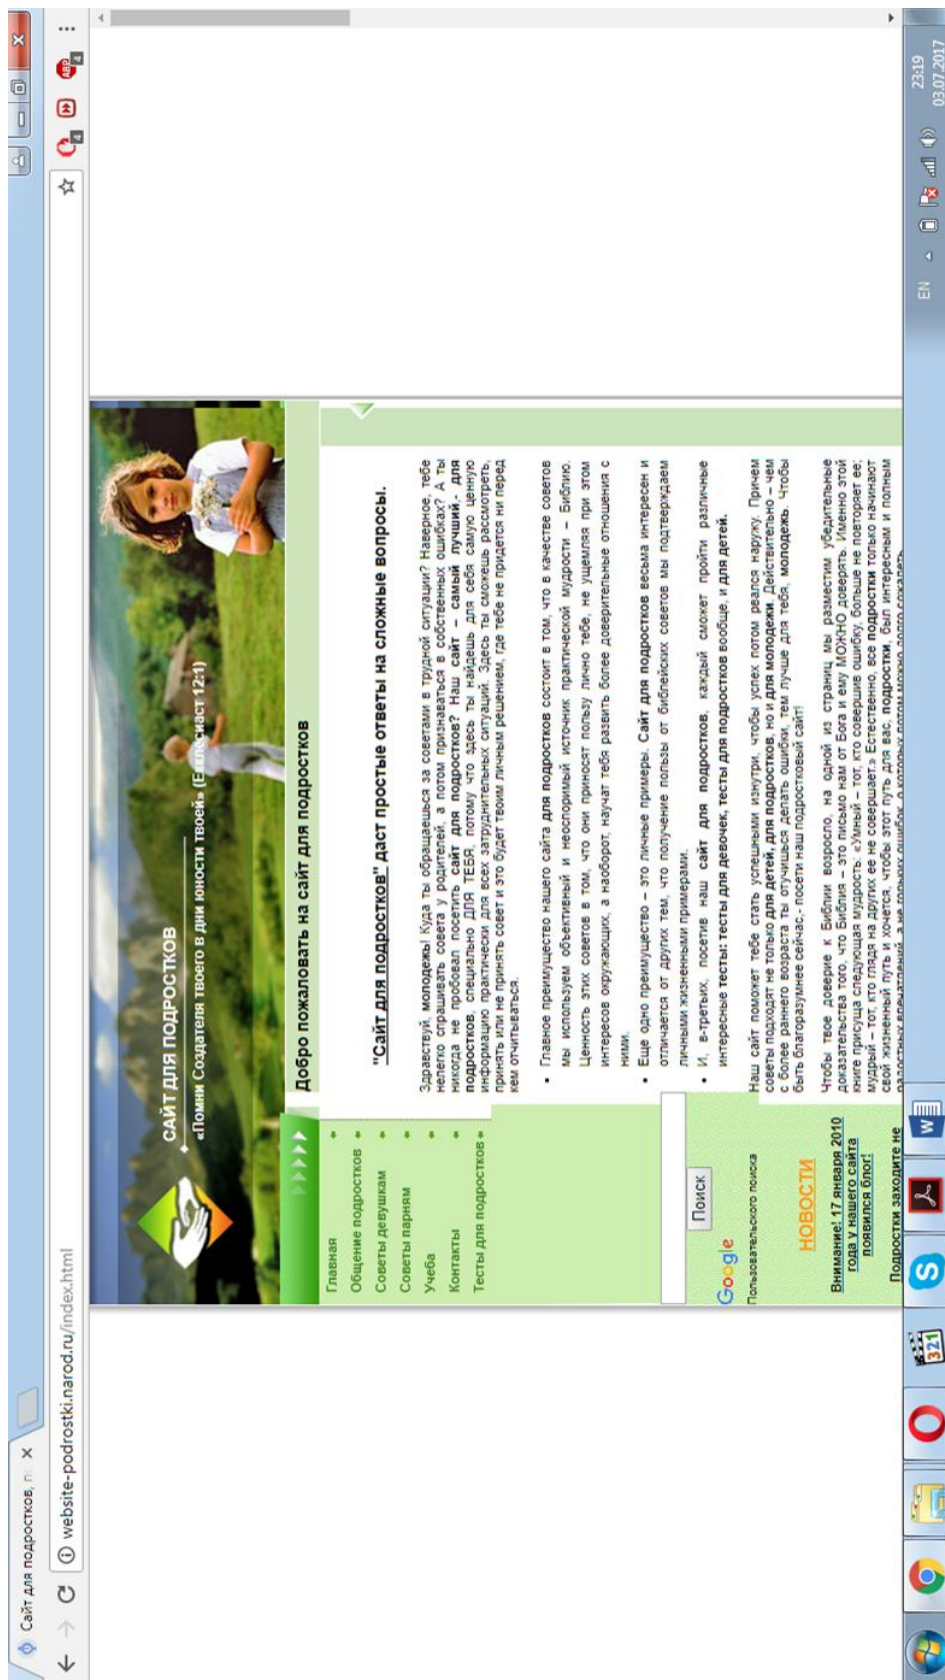 Сайт для подростков, п
website-podrostki.narod.ru/index.html
4
ABP
4
САЙТ ДЛЯ ПОДРОСТКОВ
«Помни Создателя твоего в дни юности твоей» (Екклесиаст 12:1)
Добро пожаловать на сайт для подростков
Главная
Общение подростков
Советы девушкам
Советы парням
Учеба
Контакты
Тесты для подростков
Поиск
Google
Пользовательского поиска
НОВОСТИ
Внимание! 17 января 2010
года у нашего сайта
появился блог!
Подростки заходите не
"Сайт для подростков" даст простые ответы на сложные вопросы.
Здравствуй, молодежь! Куда ты обращаешься за советами в трудной ситуации? Наверное, тебе
нелегко спрашивать совета у родителей, а потом признаваться в собственных ошибках? А ты
никогда не пробовал посетить сайт для подростков? Наш сайт – самый лучший,- для
подростков, специально ДЛЯ ТЕБЯ, потому что здесь ты найдешь для себя самую ценную
информацию практически для всех затруднительных ситуаций. Здесь ты сможешь рассмотреть,
принять или не принять совет и это будет твоим личным решением, где тебе не придется ни перед
кем отчитываться.
Главное преимущество нашего сайта для подростков состоит в том, что в качестве советов
мы используем объективный и неоспоримый источник практической мудрости – Библию.
Ценность этих советов в том, что они приносят пользу лично тебе, не ущемляя при этом
интересов окружающих, а наоборот, научат тебя развить более доверительные отношения с
ними.
Еще одно преимущество – это личные примеры. Сайт для подростков весьма интересен и
отличается от других тем, что получение пользы от библейских советов мы подтверждаем
личными жизненными примерами.
И, в-третьих, посетив наш сайт для подростков, каждый сможет пройти различные
интересные тесты: тесты для девочек, тесты для подростков вообще, и для детей.
Наш сайт поможет тебе стать успешными изнутри, чтобы успех потом рвался наружу. Причем
советы подходят не только для детей, для подростков, но и для молодежи. Действительно – чем
с более раннего возраста ты отучишься делать ошибки, тем лучше для тебя, молодежь. Чтобы
быть благоразумнее сейчас,- посети наш подростковый сайт!
Чтобы твое доверие к Библии возросло, на одной из страниц мы разместим убедительные
доказательства того, что Библия – это письмо нам от Бога и ему МОЖНО доверять. Именно этой
книге присуща следующая мудрость: «Умный – тот, кто совершив ошибку, больше не повторяет ее;
мудрый – тот, кто глядя на других ее не совершает.» Естественно, все подростки только начинают
свой жизненный путь и хочется, чтобы этот путь для вас, подростки, был интересным и полным
радостных впечатлений, а не горьких ошибок, о которых потом можно долго сожалеть.
321
EN
23:19
03.07.2017